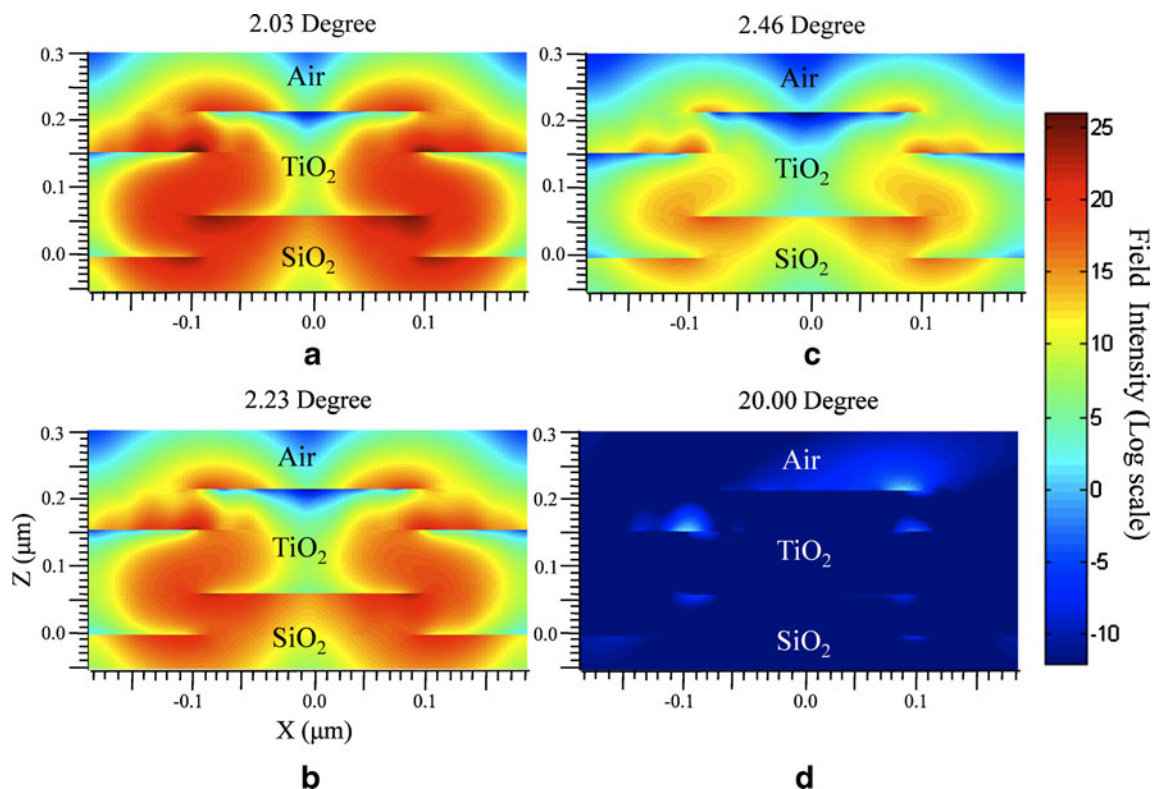 2.03 Degree
0.3
0.2
0.1
0.0
Air
TiO₂
SiO₂
-0.1
0.0
0.1
a
2.46 Degree
0.3
0.2
0.1
0.0
Air
TiO₂
SiO₂
-0.1
0.0
0.1
c
2.23 Degree
0.3
0.2
0.1
0.0
Z (μm)
Air
TiO₂
SiO₂
-0.1
0.0
0.1
X (μm)
b
20.00 Degree
0.3
0.2
0.1
0.0
Air
TiO₂
SiO₂
-0.1
0.0
0.1
d
25
20
15
10
5
0
-5
-10
Field Intensity (Log scale)